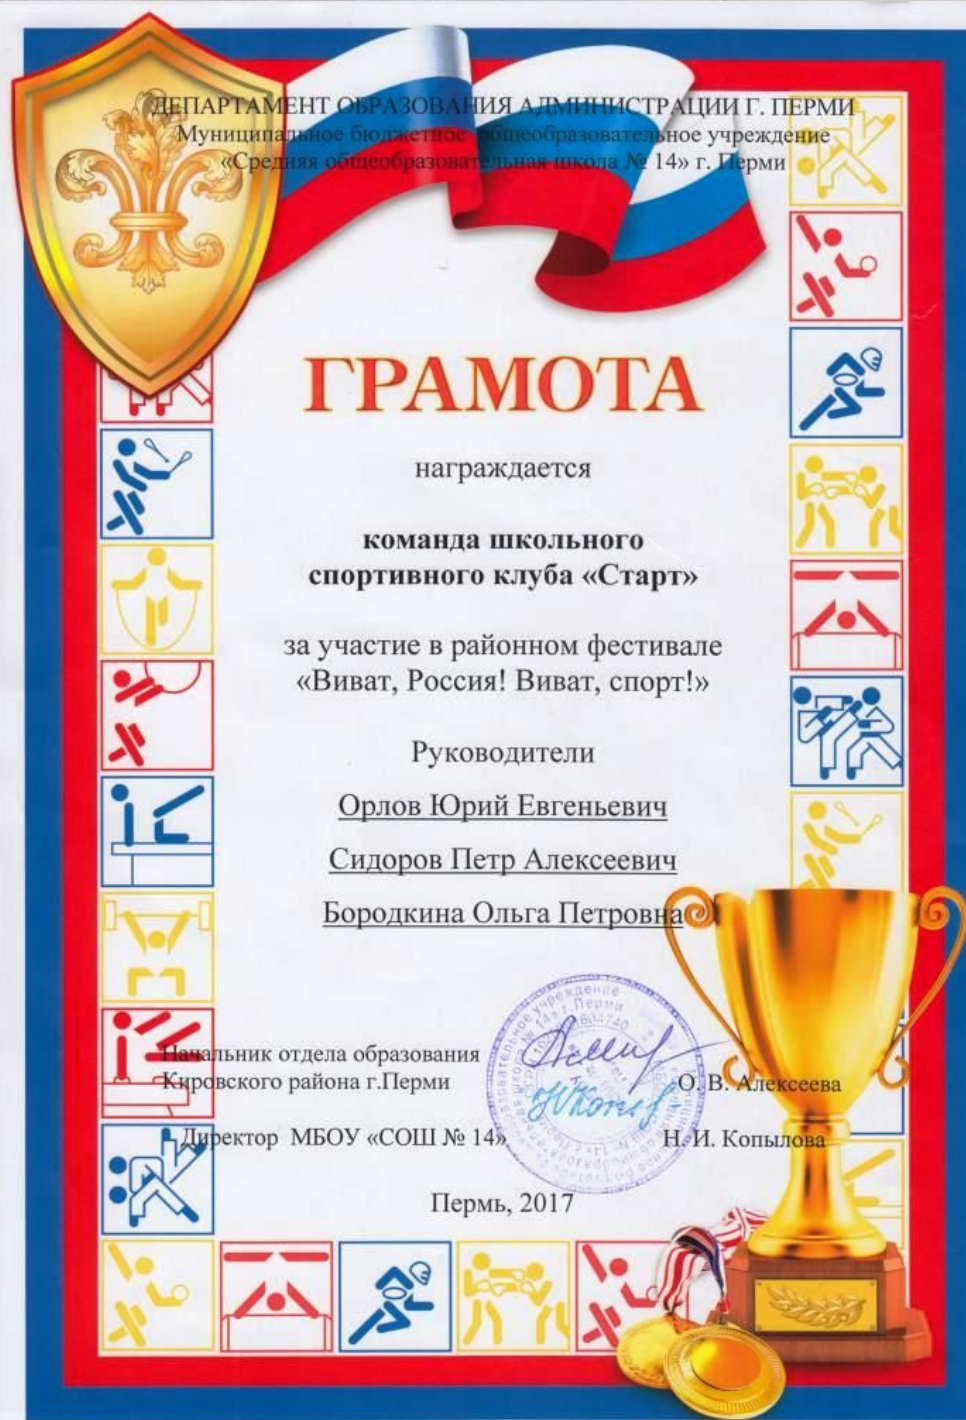 ДЕПАРТАМЕНТ ОБРАЗОВАНИЯ АДМИНИСТРАЦИИ Г. ПЕРМИ
Муниципальное бюджетное общеобразовательное учреждение
«Средняя общеобразовательная школа № 14» г. Перми
ГРАМОТА
награждается
команда школьного
спортивного клуба «Старт»
за участие в районном фестивале
«Виват, Россия! Виват, спорт!»
Руководители
Орлов Юрий Евгеньевич
Сидоров Петр Алексеевич
Бородкина Ольга Петровна
Начальник отдела образования
Кировского района г.Перми О. В. Алексеева
Директор МБОУ «СОШ № 14» Н. И. Копылова
Пермь, 2017